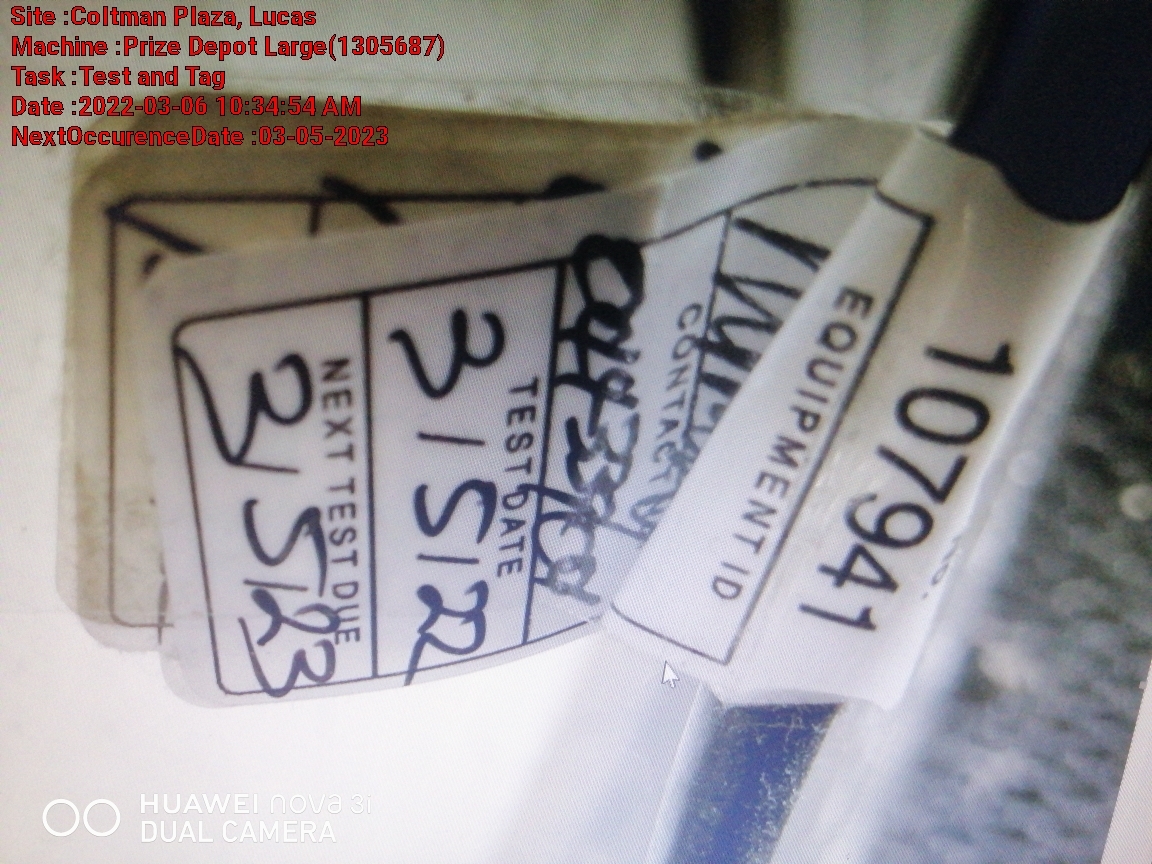 Site :Coltman Plaza, Lucas
Machine :Prize Depot Large(1305687)
Task :Test and Tag
Date :2022-03-06 10:34:54 AM
NextOccurenceDate :03-05-2023
107941
EQUIPMENT ID
CONTACT
TEST DATE
3/5/22
NEXT TEST DUE
3/5/23
HUAWEI nova 3i
DUAL CAMERA